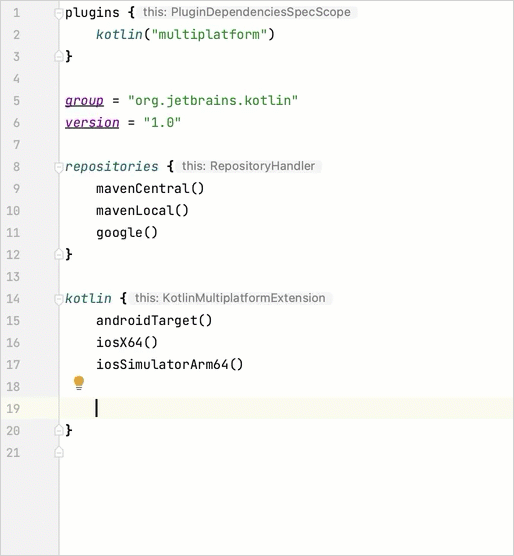 1 plugins { this: PluginDependenciesSpecScope
2 kotlin("multiplatform")
3 }
4
5 group = "org.jetbrains.kotlin"
6 version = "1.0"
7
8 repositories { this: RepositoryHandler
9 mavenCentral()
10 mavenLocal()
11 google()
12 }
13
14 kotlin { this: KotlinMultiplatformExtension
15 androidTarget()
16 iosX64()
17 iosSimulatorArm64()
18
19
20 }
21